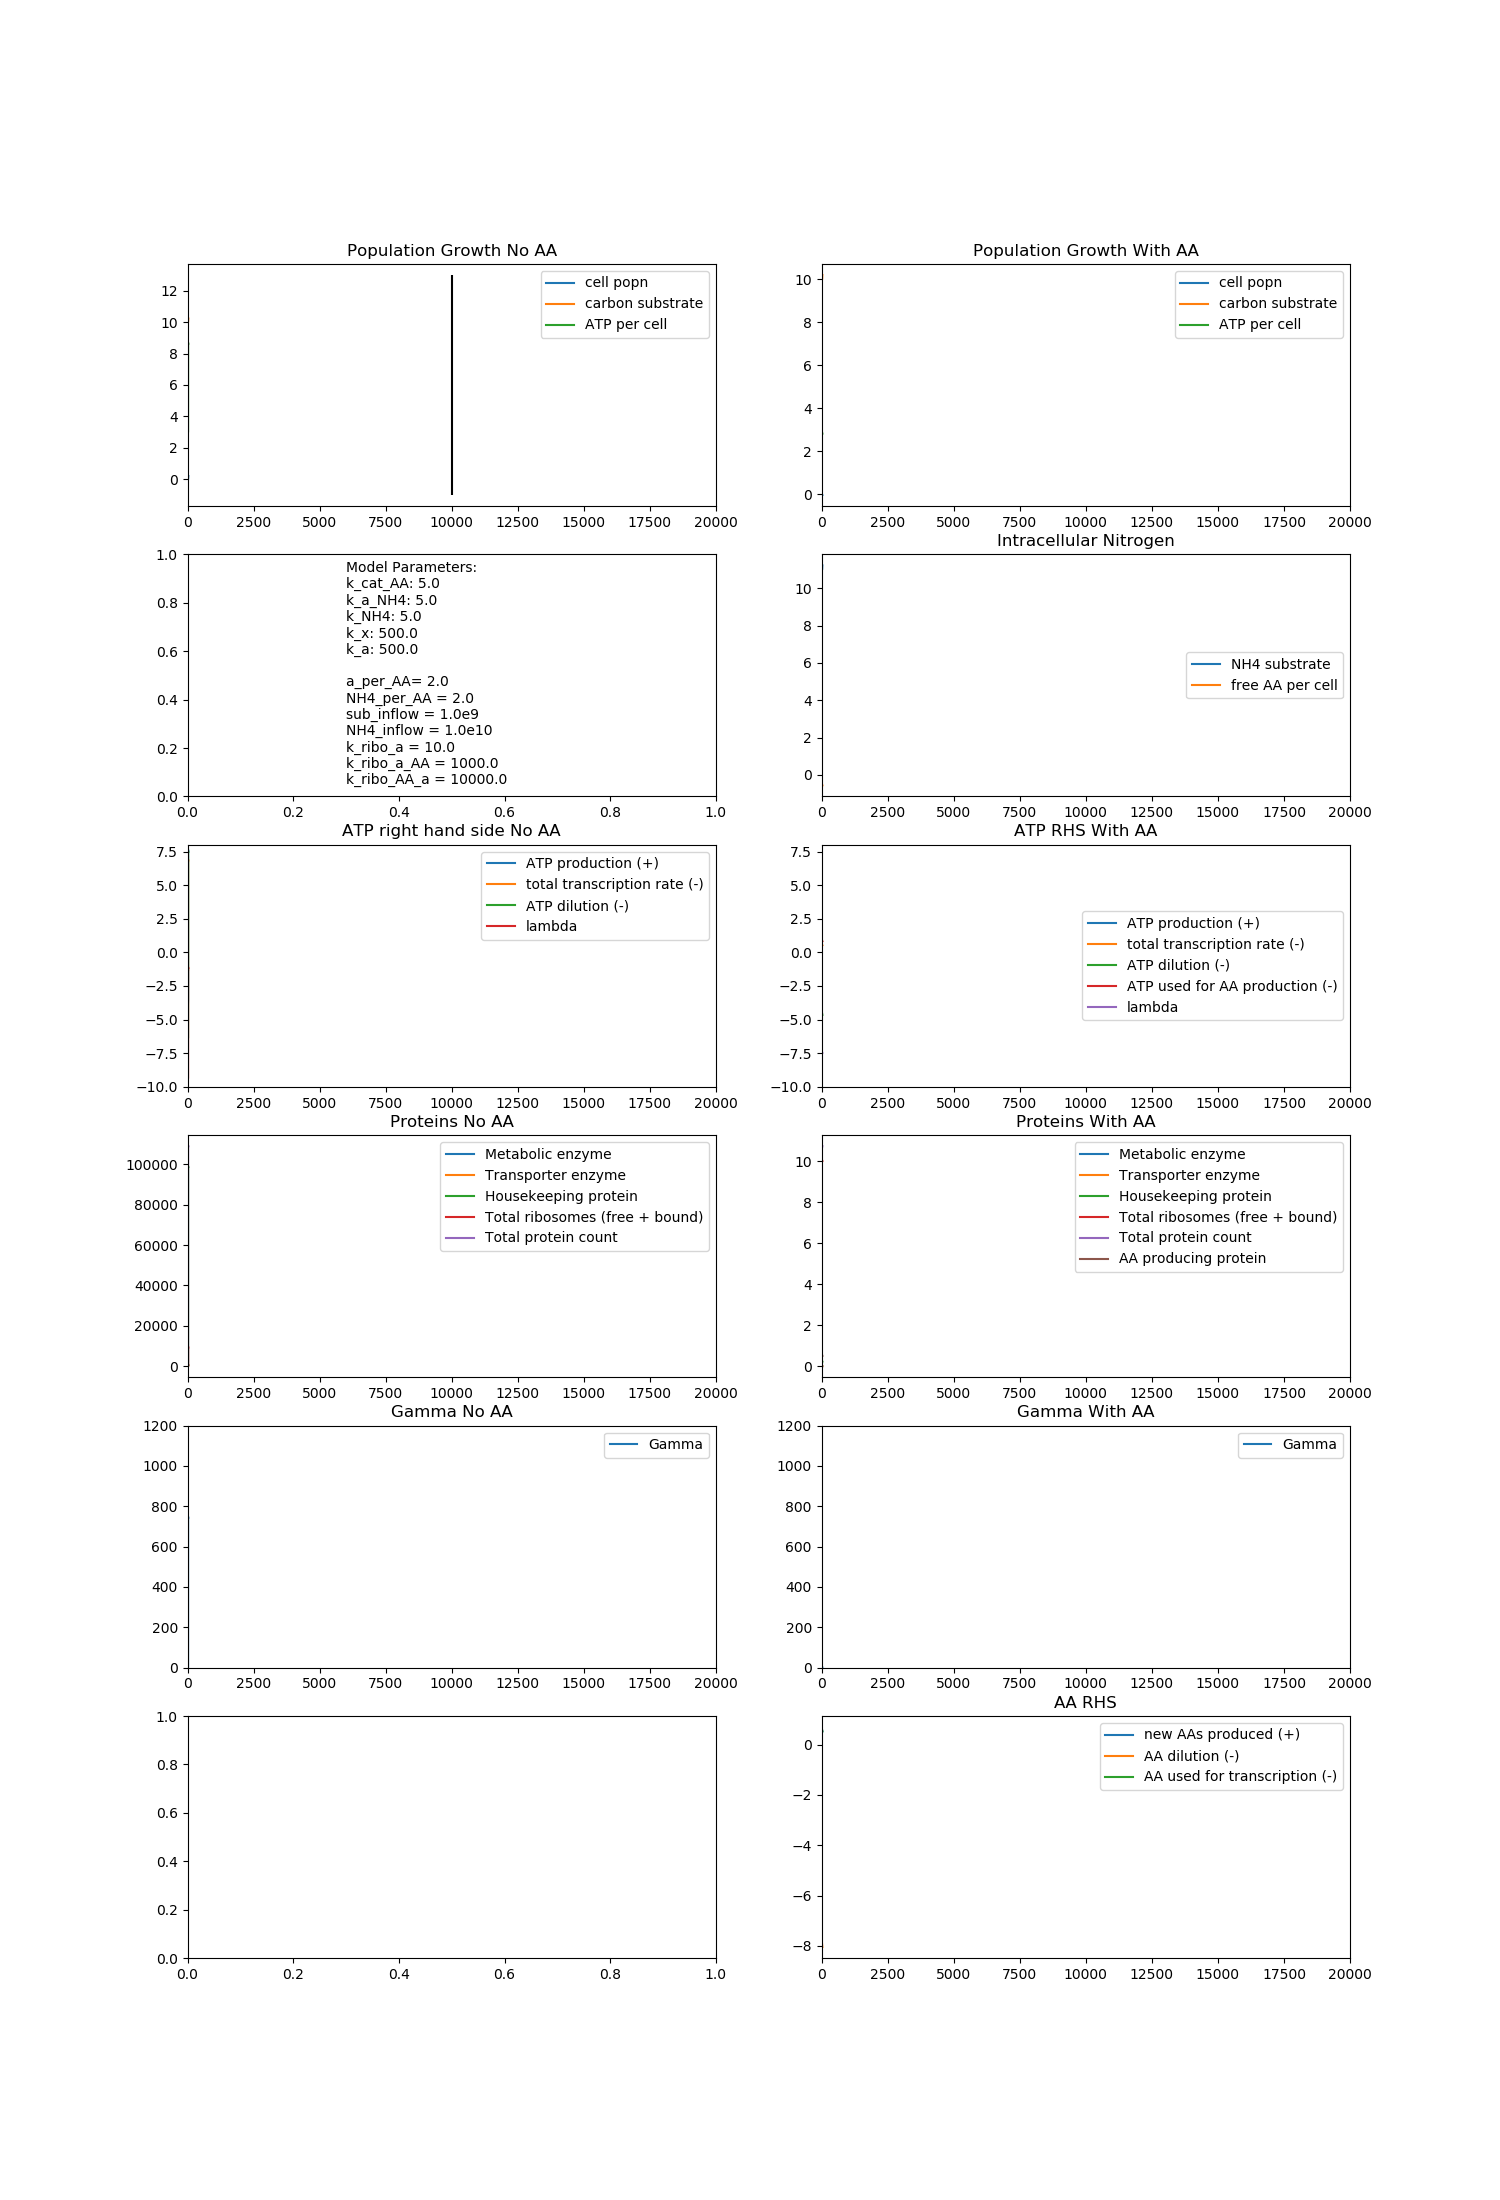 Population Growth No AA
12
10
8
6
4
2
0
cell popn
carbon substrate
ATP per cell
0 2500 5000 7500 10000 12500 15000 17500 20000
Population Growth With AA
10
8
6
4
2
0
cell popn
carbon substrate
ATP per cell
0 2500 5000 7500 10000 12500 15000 17500 20000
1.0
0.8
0.6
0.4
0.2
0.0
Model Parameters:
k_cat_AA: 5.0
k_a_NH4: 5.0
k_NH4: 5.0
k_x: 500.0
k_a: 500.0
a_per_AA= 2.0
NH4_per_AA = 2.0
sub_inflow = 1.0e9
NH4_inflow = 1.0e10
k_ribo_a = 10.0
k_ribo_a_AA = 1000.0
k_ribo_AA_a = 10000.0
0.0 0.2 0.4 0.6 0.8 1.0
Intracellular Nitrogen
10
8
6
4
2
0
NH4 substrate
free AA per cell
0 2500 5000 7500 10000 12500 15000 17500 20000
ATP right hand side No AA
7.5
5.0
2.5
0.0
−2.5
−5.0
−7.5
−10.0
ATP production (+)
total transcription rate (-)
ATP dilution (-)
lambda
0 2500 5000 7500 10000 12500 15000 17500 20000
ATP RHS With AA
7.5
5.0
2.5
0.0
−2.5
−5.0
−7.5
−10.0
ATP production (+)
total transcription rate (-)
ATP dilution (-)
ATP used for AA production (-)
lambda
0 2500 5000 7500 10000 12500 15000 17500 20000
Proteins No AA
100000
80000
60000
40000
20000
0
Metabolic enzyme
Transporter enzyme
Housekeeping protein
Total ribosomes (free + bound)
Total protein count
0 2500 5000 7500 10000 12500 15000 17500 20000
Proteins With AA
10
8
6
4
2
0
Metabolic enzyme
Transporter enzyme
Housekeeping protein
Total ribosomes (free + bound)
Total protein count
AA producing protein
0 2500 5000 7500 10000 12500 15000 17500 20000
Gamma No AA
1200
1000
800
600
400
200
0
Gamma
0 2500 5000 7500 10000 12500 15000 17500 20000
Gamma With AA
1200
1000
800
600
400
200
0
Gamma
0 2500 5000 7500 10000 12500 15000 17500 20000
1.0
0.8
0.6
0.4
0.2
0.0
0.0 0.2 0.4 0.6 0.8 1.0
AA RHS
0
−2
−4
−6
−8
new AAs produced (+)
AA dilution (-)
AA used for transcription (-)
0 2500 5000 7500 10000 12500 15000 17500 20000